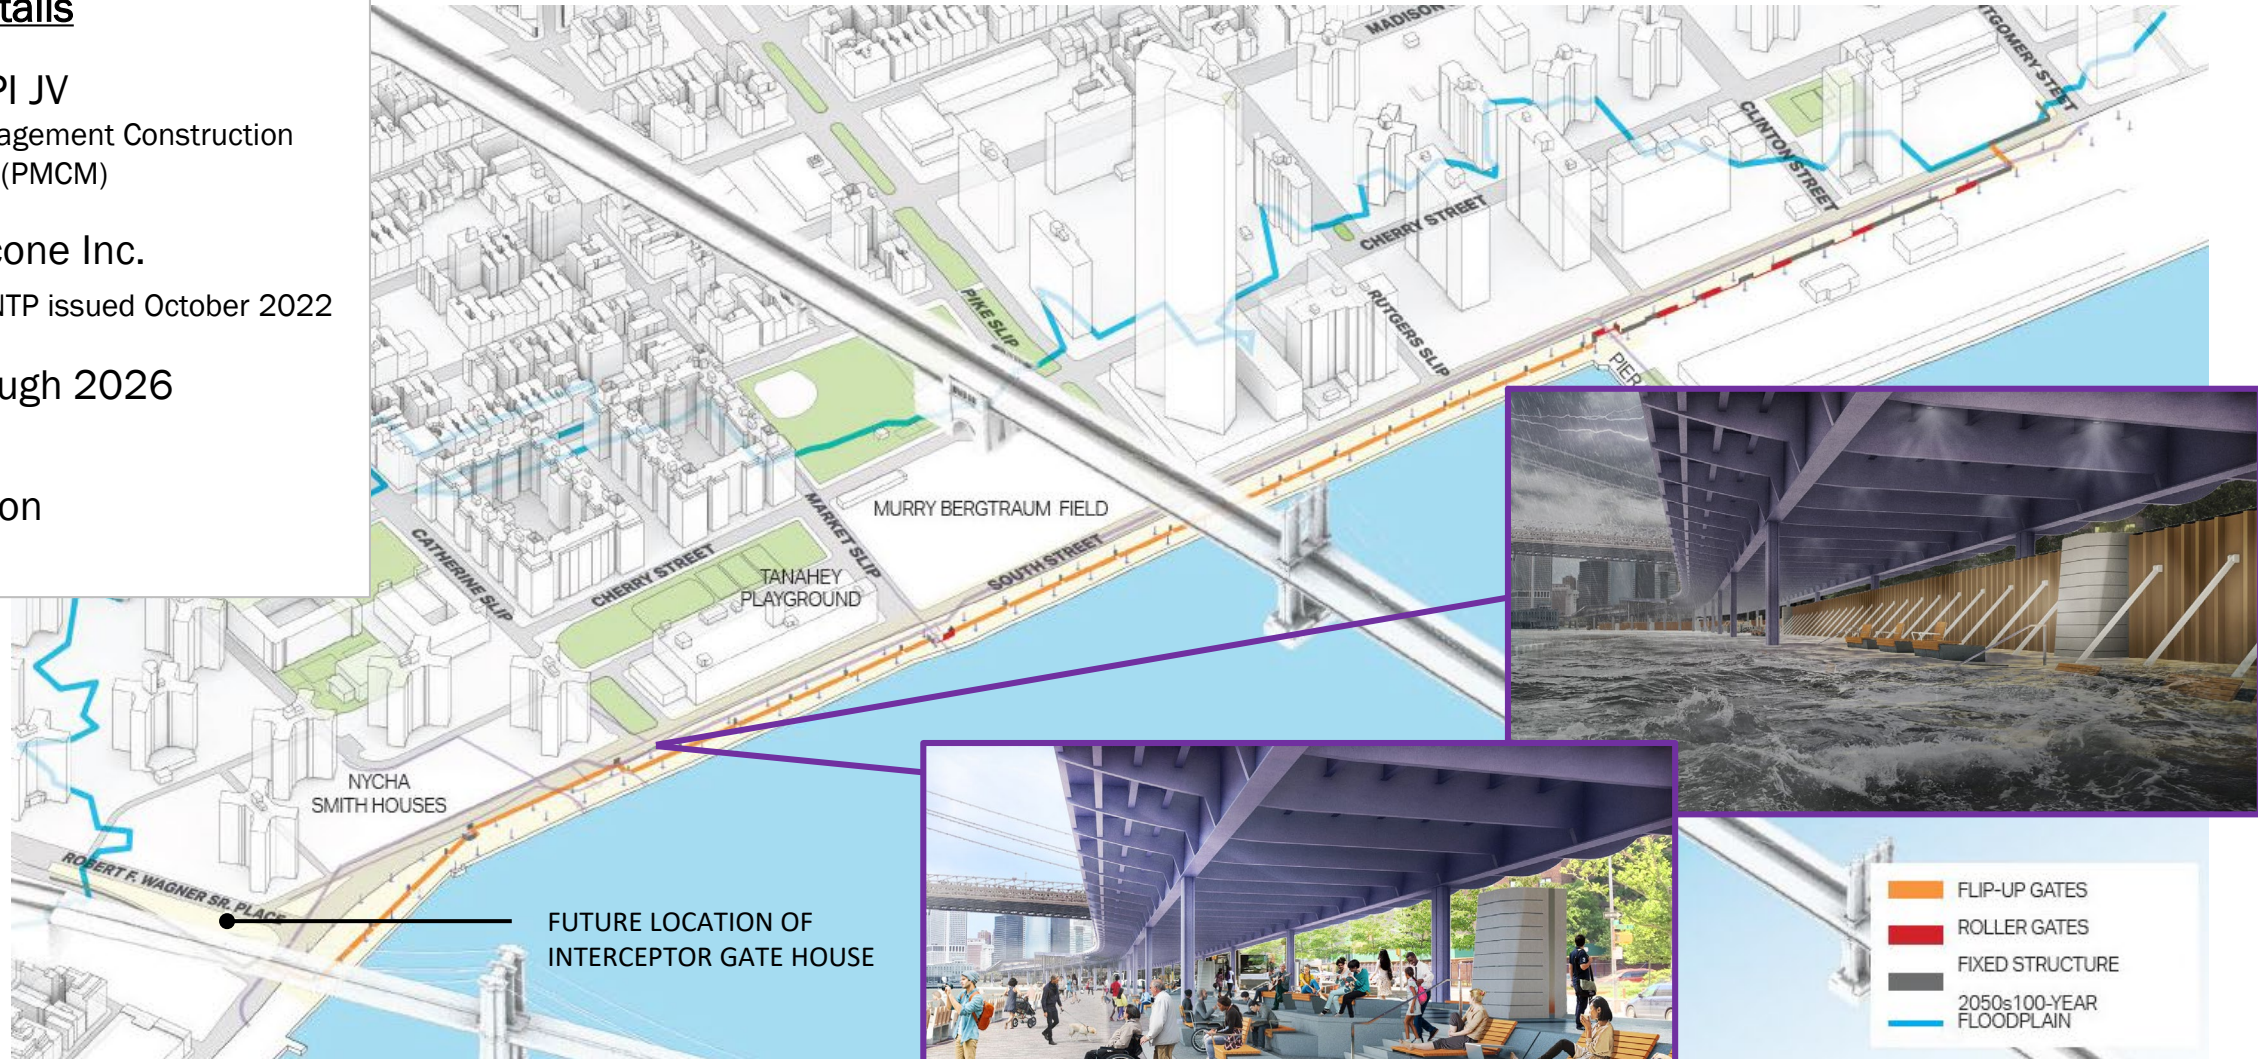 tails
PI JV
agement Construction
(PMCM)
cone Inc.
NTP issued October 2022
ugh 2026
on
MADISON
NTGOMERY STEET
CLINTON STREET
CHERRY STREET
PIKE SLIP
RUTGERS SLIP
PIER
MURRY BERGTRAUM FIELD
MARKET SLIP
SOUTH STREET
CATHERINE SLIP
CHERRY STREET
TANAHEY
PLAYGROUND
NYCHA
SMITH HOUSES
ROBERT F. WAGNER SR. PLACE
FUTURE LOCATION OF
INTERCEPTOR GATE HOUSE
FLIP-UP GATES
ROLLER GATES
FIXED STRUCTURE
2050s100-YEAR
FLOODPLAIN